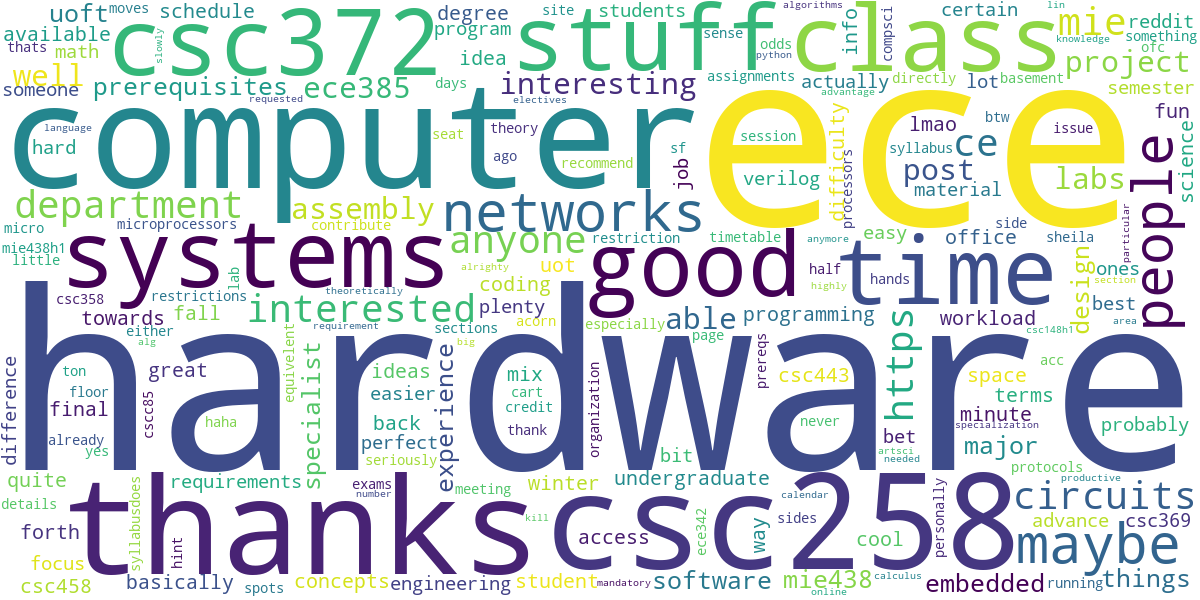 uoft moves schedule csc372 stuff class degree program idea site students sense odds python algorithms info compsci certain mie reddit something
available thats math slowly knowledge lin ofc
well someone prerequisites ece385 days interesting assignments actually directly lot basement advantage project semester
requested electives
computer ece fun
language hard seat theory ago recommend sf job session verilog difficulty processors lmao syllabus btw issue ce post material labs people science
department assembly networks
micro microprocessors contribute restriction timetable anymore easy office side sheila particular
mie438h1 little systems anyone good time
lab alrighty uot half hands design ones section
csc358 restrictions theoretically coding
towards fall interested plenty able programming workload best area
either alg equivelent requirement sections acorn especially page csc148h1
hardware
difference ton floor great specialist ideas easier experience big mix cart credit organization prereqs csc443 https space acc terms
final cscc85 haha back thank never minute specialization probably
already yes perfect bet major
seriously bit artsci needed
quite requirements exams number meeting winter undergraduate protocols productive
details thanks csc258 calendar circuits
forth syllabusdoes hint kill access ece342 way sides personally cool advance csc369
focus maybe
csc458 basically spots concepts engineering student mandatory software mie438 online calculus embedded running things